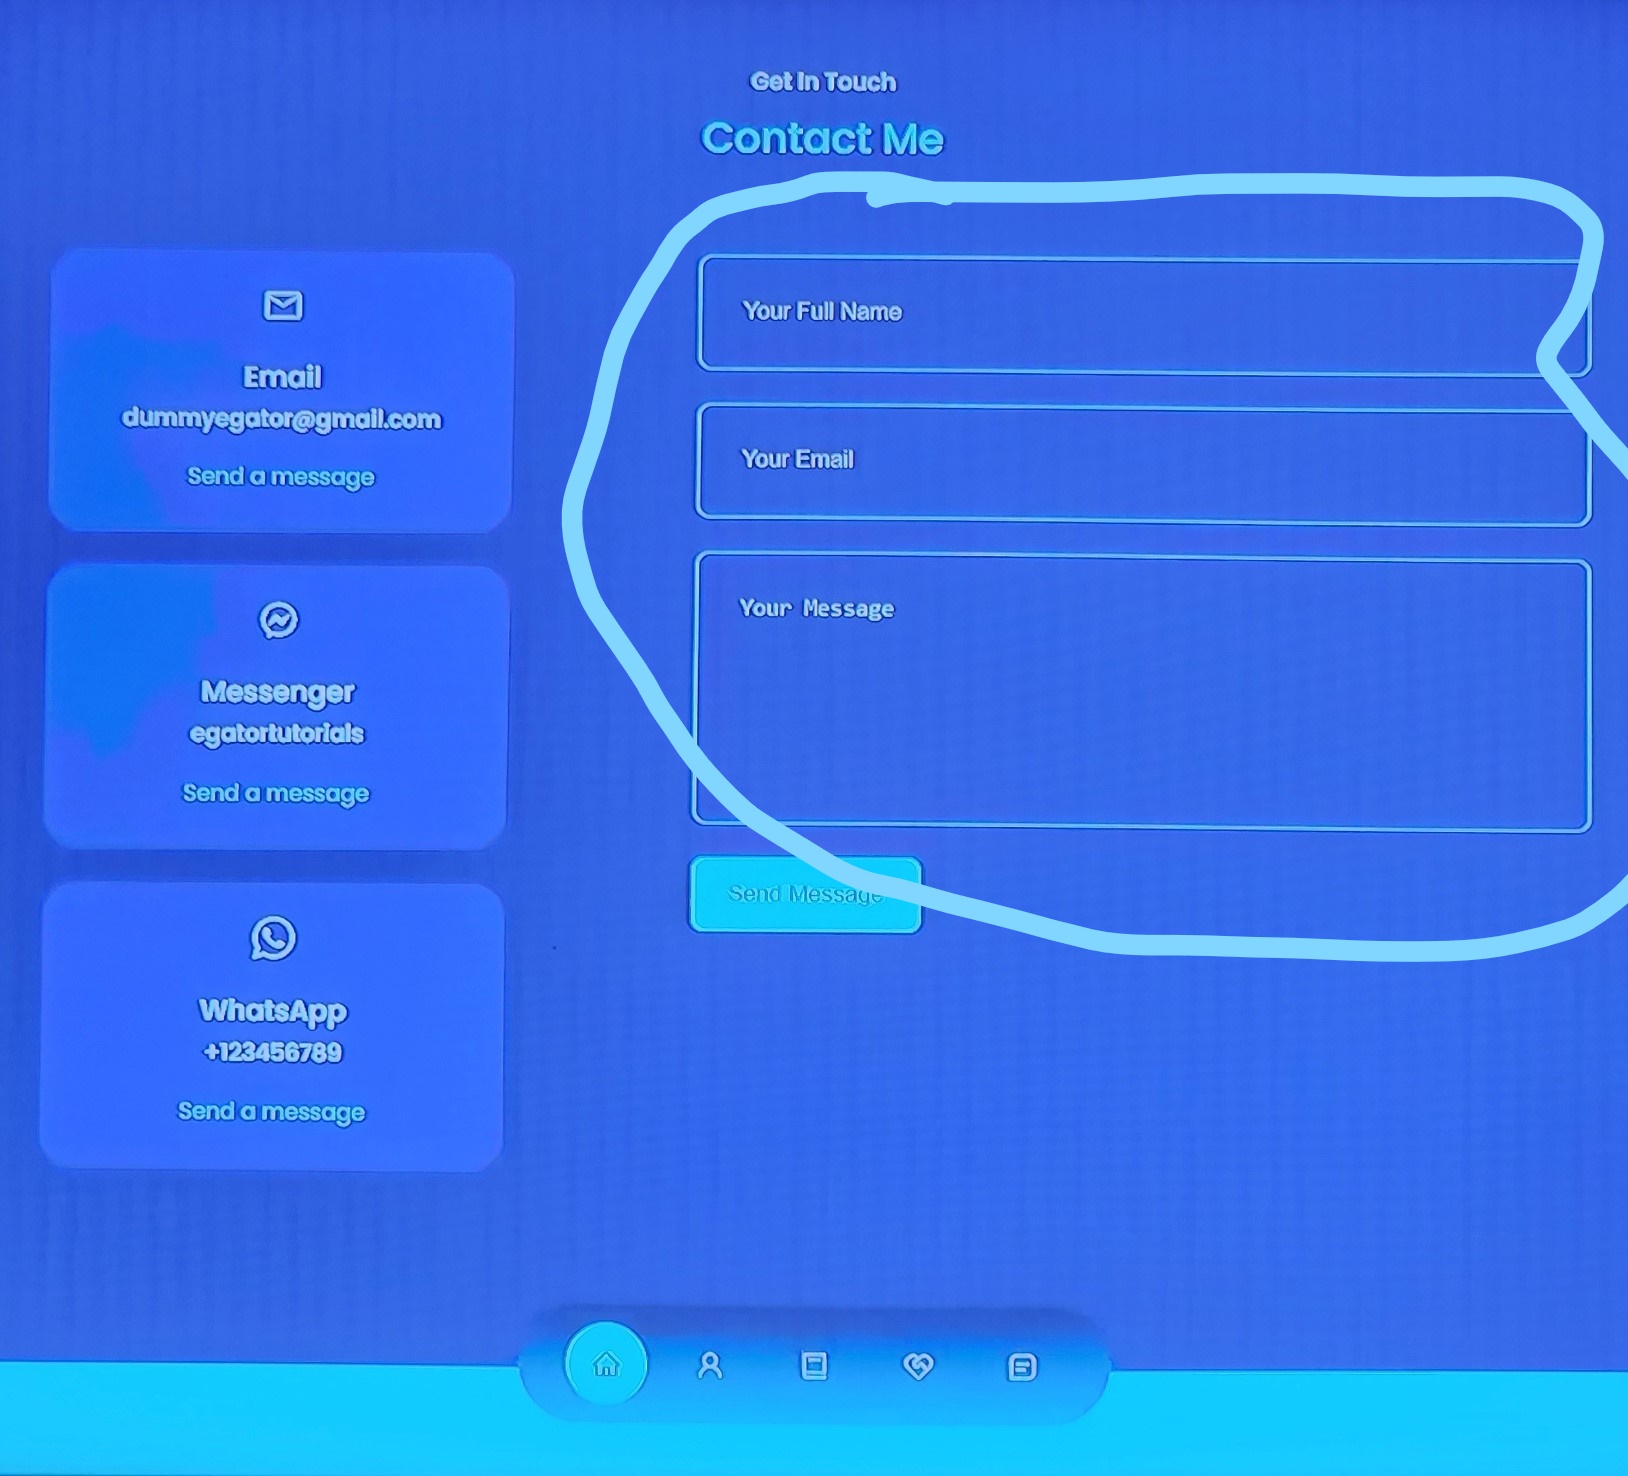 Get In Touch
Contact Me
Email
dummyegator@gmail.com
Send a message
Messenger
egatortutorials
Send a message
WhatsApp
+123456789
Send a message
Your Full Name
Your Email
Your Message
Send Message